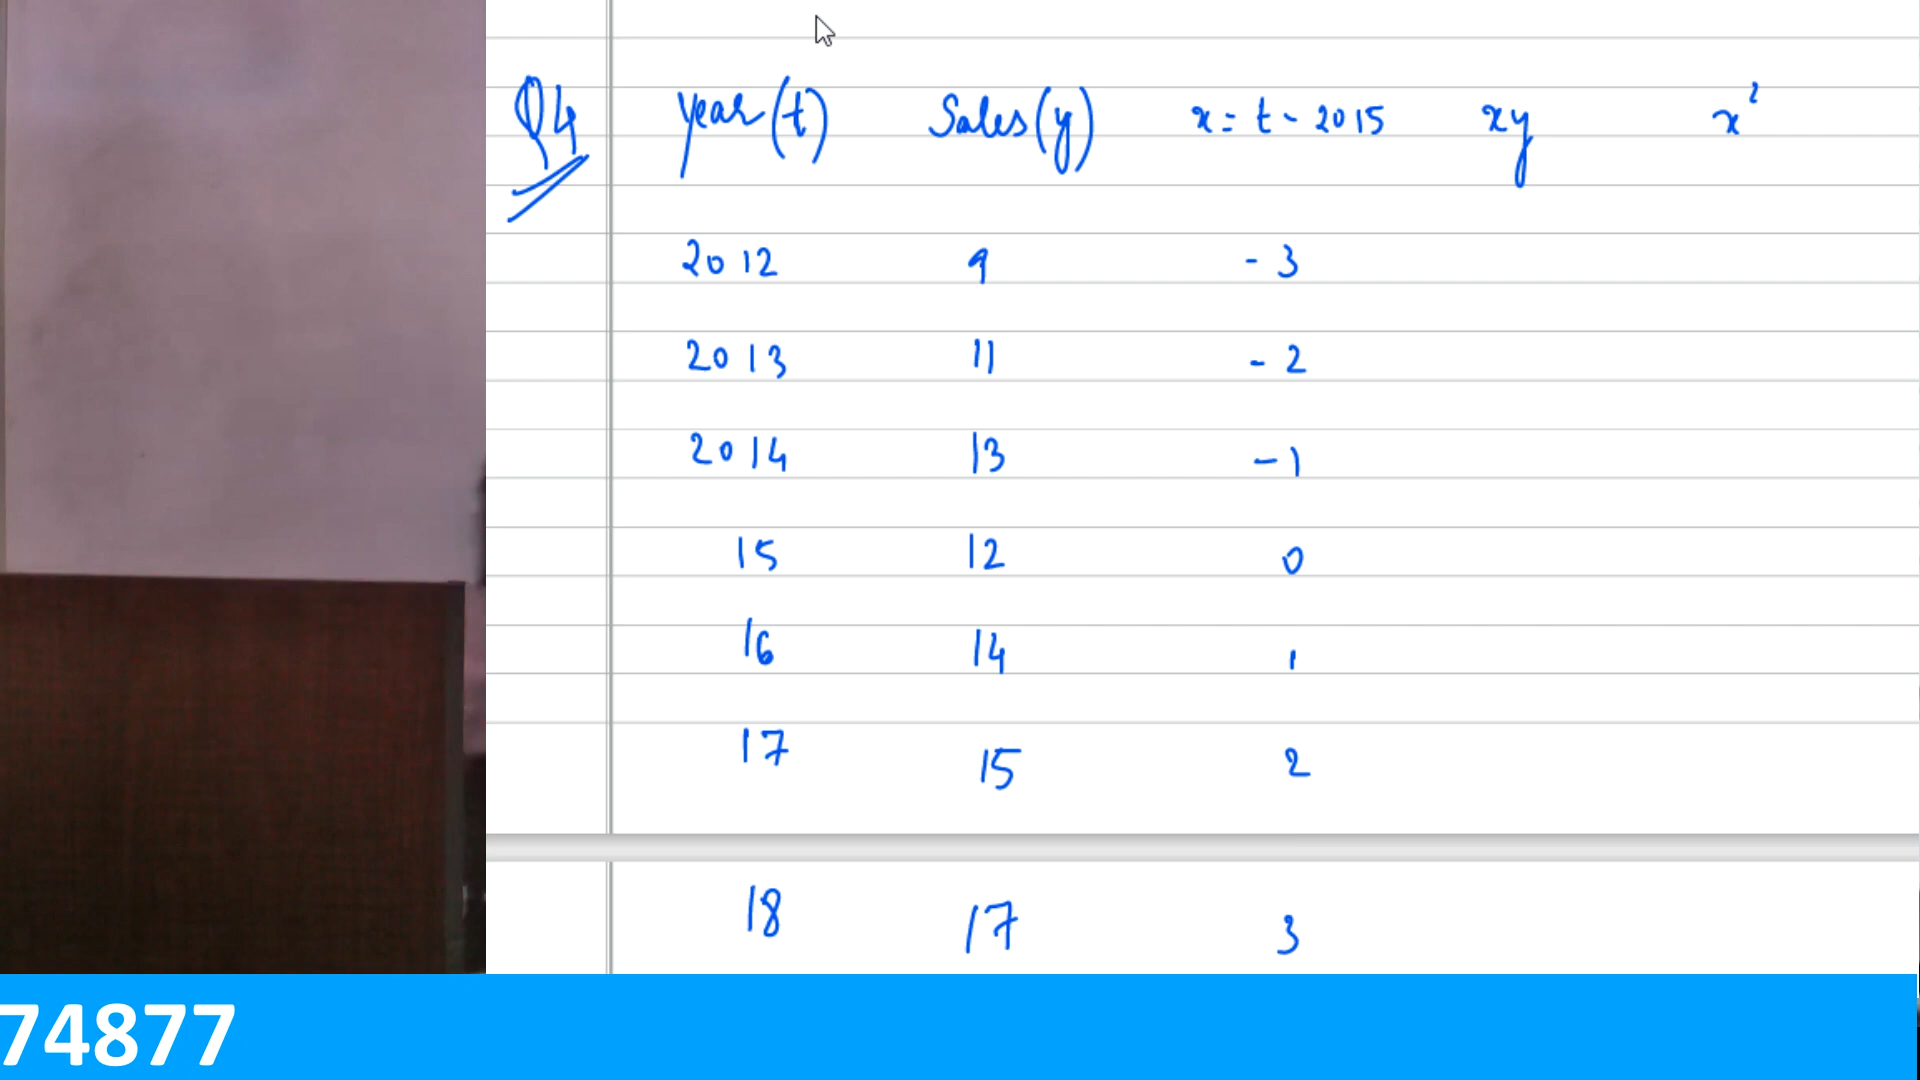 Q4 Year(t) Sales(y) x = t - 2015 xy x²
2012 9 -3
2013 11 -2
2014 13 -1
15 12 0
16 14 1
17 15 2
18 17 3
74877